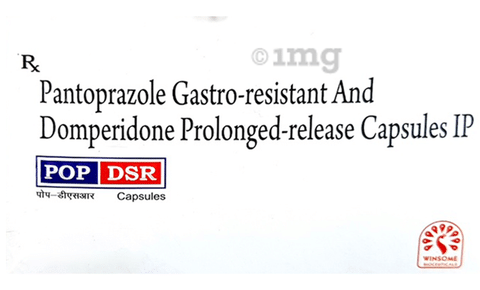 ©1mg
Rx
Pantoprazole Gastro-resistant And
Domperidone Prolonged-release Capsules IP
POP DSR
पोप-डीएसआर Capsules
WINSOME